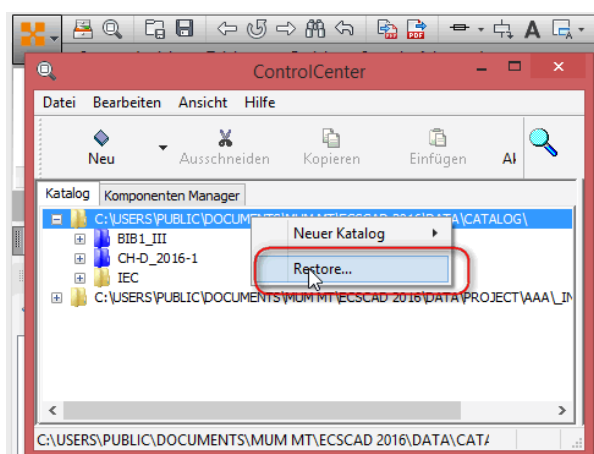 PDF
A
ControlCenter
Datei Bearbeiten Ansicht Hilfe
Neu Ausschneiden Kopieren Einfügen
Katalog Komponenten Manager
C:\USERS\PUBLIC\DOCUMENTS\MUM MT\ECSCAD 2016\DATA\CATALOG\
BIB1_III
Neuer Katalog
CH-D_2016-1
Restore...
IEC
C:\USERS\PUBLIC\DOCUMENTS\MUM MT\ECSCAD 2016\DATA\PROJECT\AAA\_IN
C:\USERS\PUBLIC\DOCUMENTS\MUM MT\ECSCAD 2016\DATA\CATA